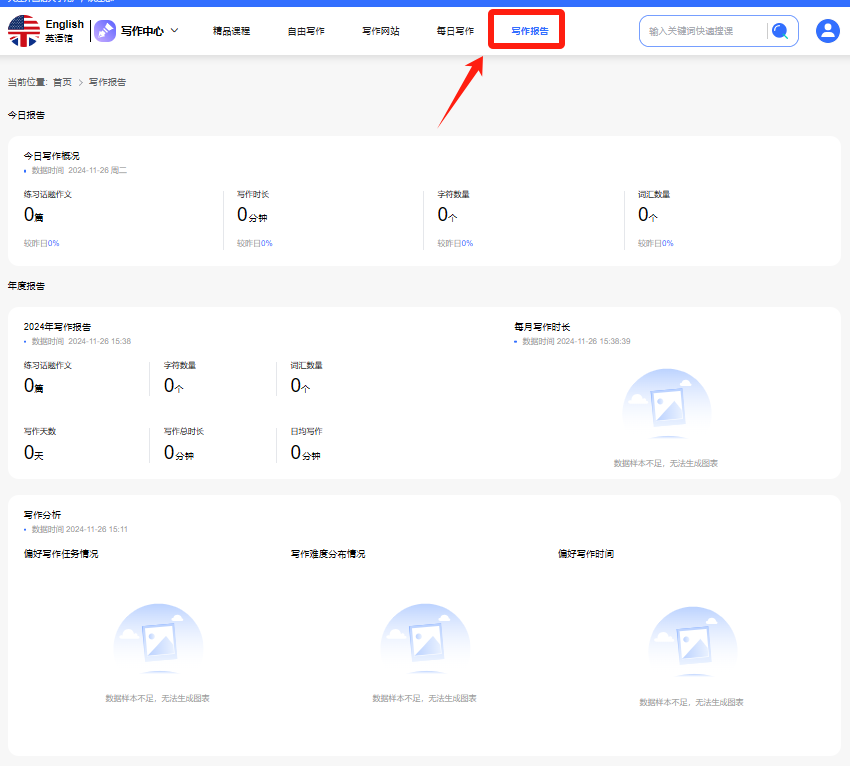 English
英语馆
写作中心
精品课程
自由写作
写作网站
每日写作
写作报告
输入关键词快速搜课
当前位置: 首页 > 写作报告
今日报告
今日写作概况
数据时间 2024-11-26 周二
练习话题作文 写作时长 字符数量 词汇数量
0篇 0分钟 0个 0个
较昨日0% 较昨日0% 较昨日0% 较昨日0%
年度报告
2024年写作报告
数据时间 2024-11-26 15:38
练习话题作文 字符数量 词汇数量
0篇 0个 0个
写作天数 写作总时长 日均写作
0天 0分钟 0分钟
每月写作时长
数据时间 2024-11-26 15:38:39
数据样本不足，无法生成图表
写作分析
数据时间 2024-11-26 15:11
偏好写作任务情况 写作难度分布情况 偏好写作时间
数据样本不足，无法生成图表 数据样本不足，无法生成图表 数据样本不足，无法生成图表